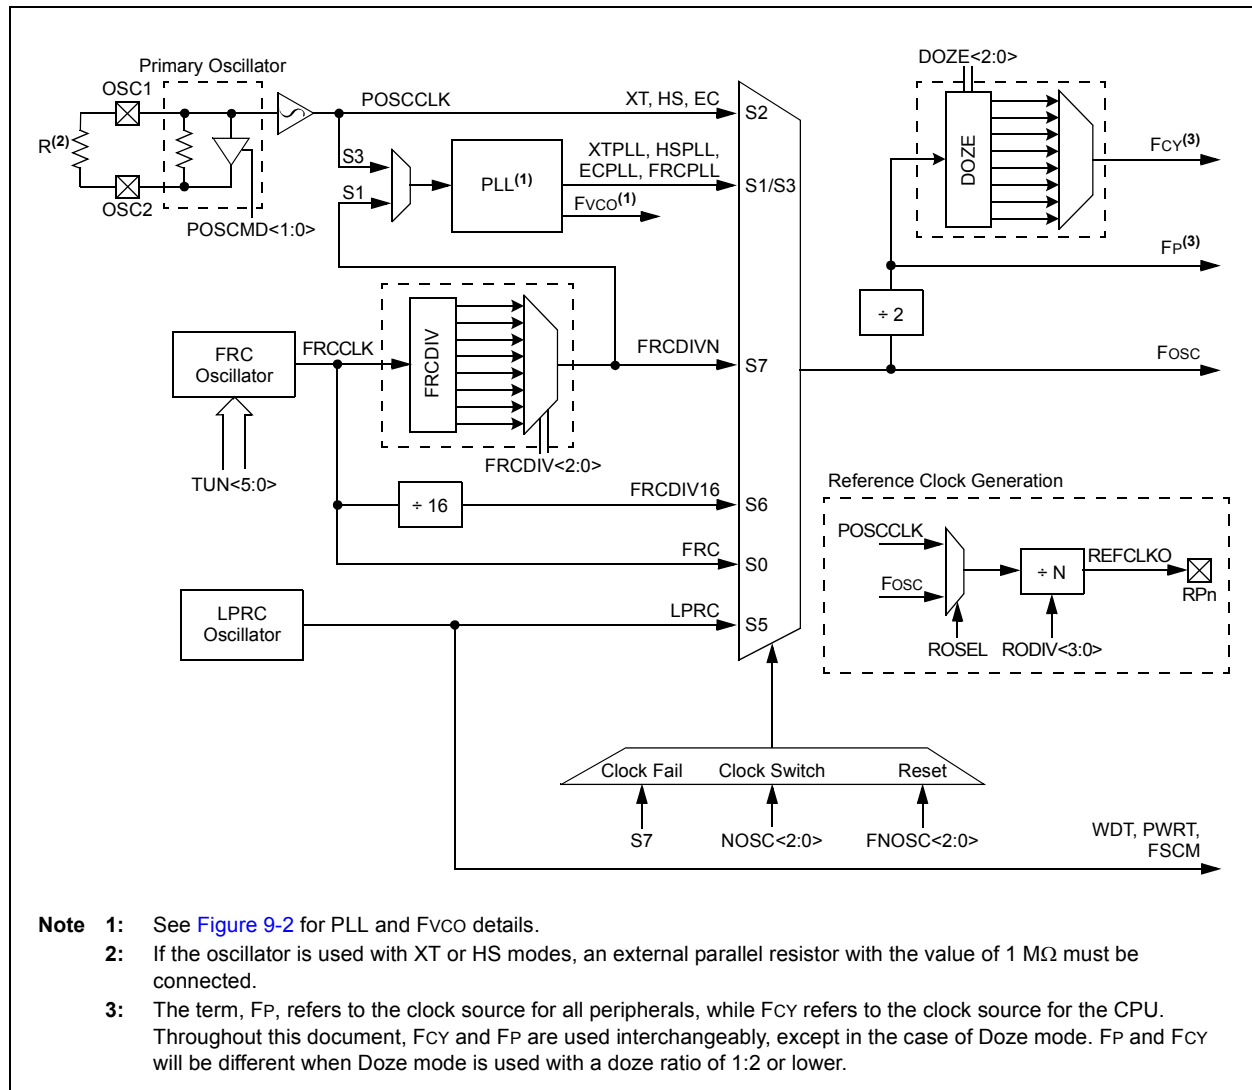 DOZE<2:0>
Primary Oscillator
OSC1
POSCCLK
XT, HS, EC
S2
R(2)
S3
XTPLL, HSPLL,
ECPLL, FRCPLL
S1/S3
PLL(1)
FVCO(1)
S1
OSC2
POSCMD<1:0>
DOZE
FCY(3)
FP(3)
÷ 2
FOSC
FRC
Oscillator
FRCCLK
FRCDIV
FRCDIVN
S7
TUN<5:0>
FRCDIV<2:0>
÷ 16
FRCDIV16
S6
FRC
S0
LPRC
Oscillator
LPRC
S5
Reference Clock Generation
POSCCLK
FOSC
÷ N
REFCLKO
RPn
ROSEL
RODIV<3:0>
Clock Fail
Clock Switch
Reset
S7
NOSC<2:0>
FNOSC<2:0>
WDT, PWRT,
FSCM
Note 1: See Figure 9-2 for PLL and FVCO details.
2: If the oscillator is used with XT or HS modes, an external parallel resistor with the value of 1 MΩ must be
connected.
3: The term, FP, refers to the clock source for all peripherals, while FCY refers to the clock source for the CPU.
Throughout this document, FCY and FP are used interchangeably, except in the case of Doze mode. FP and FCY
will be different when Doze mode is used with a doze ratio of 1:2 or lower.